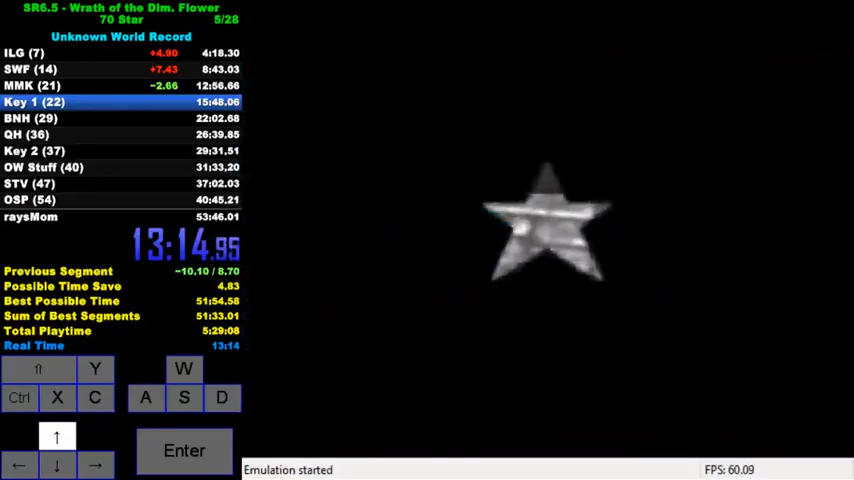 SR6.5 - Wrath of the Dim. Flower
70 Star 5/28
Unknown World Record
ILG (7) +4.90 4:18.30
SWF (14) +7.43 8:43.03
MMK (21) −2.66 12:56.66
Key 1 (22) 15:48.06
BNH (29) 22:02.68
QH (36) 26:39.85
Key 2 (37) 29:31.51
OW Stuff (40) 31:33.20
STV (47) 37:02.03
OSP (54) 40:45.21
raysMom 53:46.01
13:14.95
Previous Segment −10.10 / 8.70
Possible Time Save 4.83
Best Possible Time 51:54.58
Sum of Best Segments 51:33.01
Total Playtime 5:29:08
Real Time 13:14
⇧ Y W
Ctrl X C A S D
↑
← ↓ → Enter
Emulation started FPS: 60.09